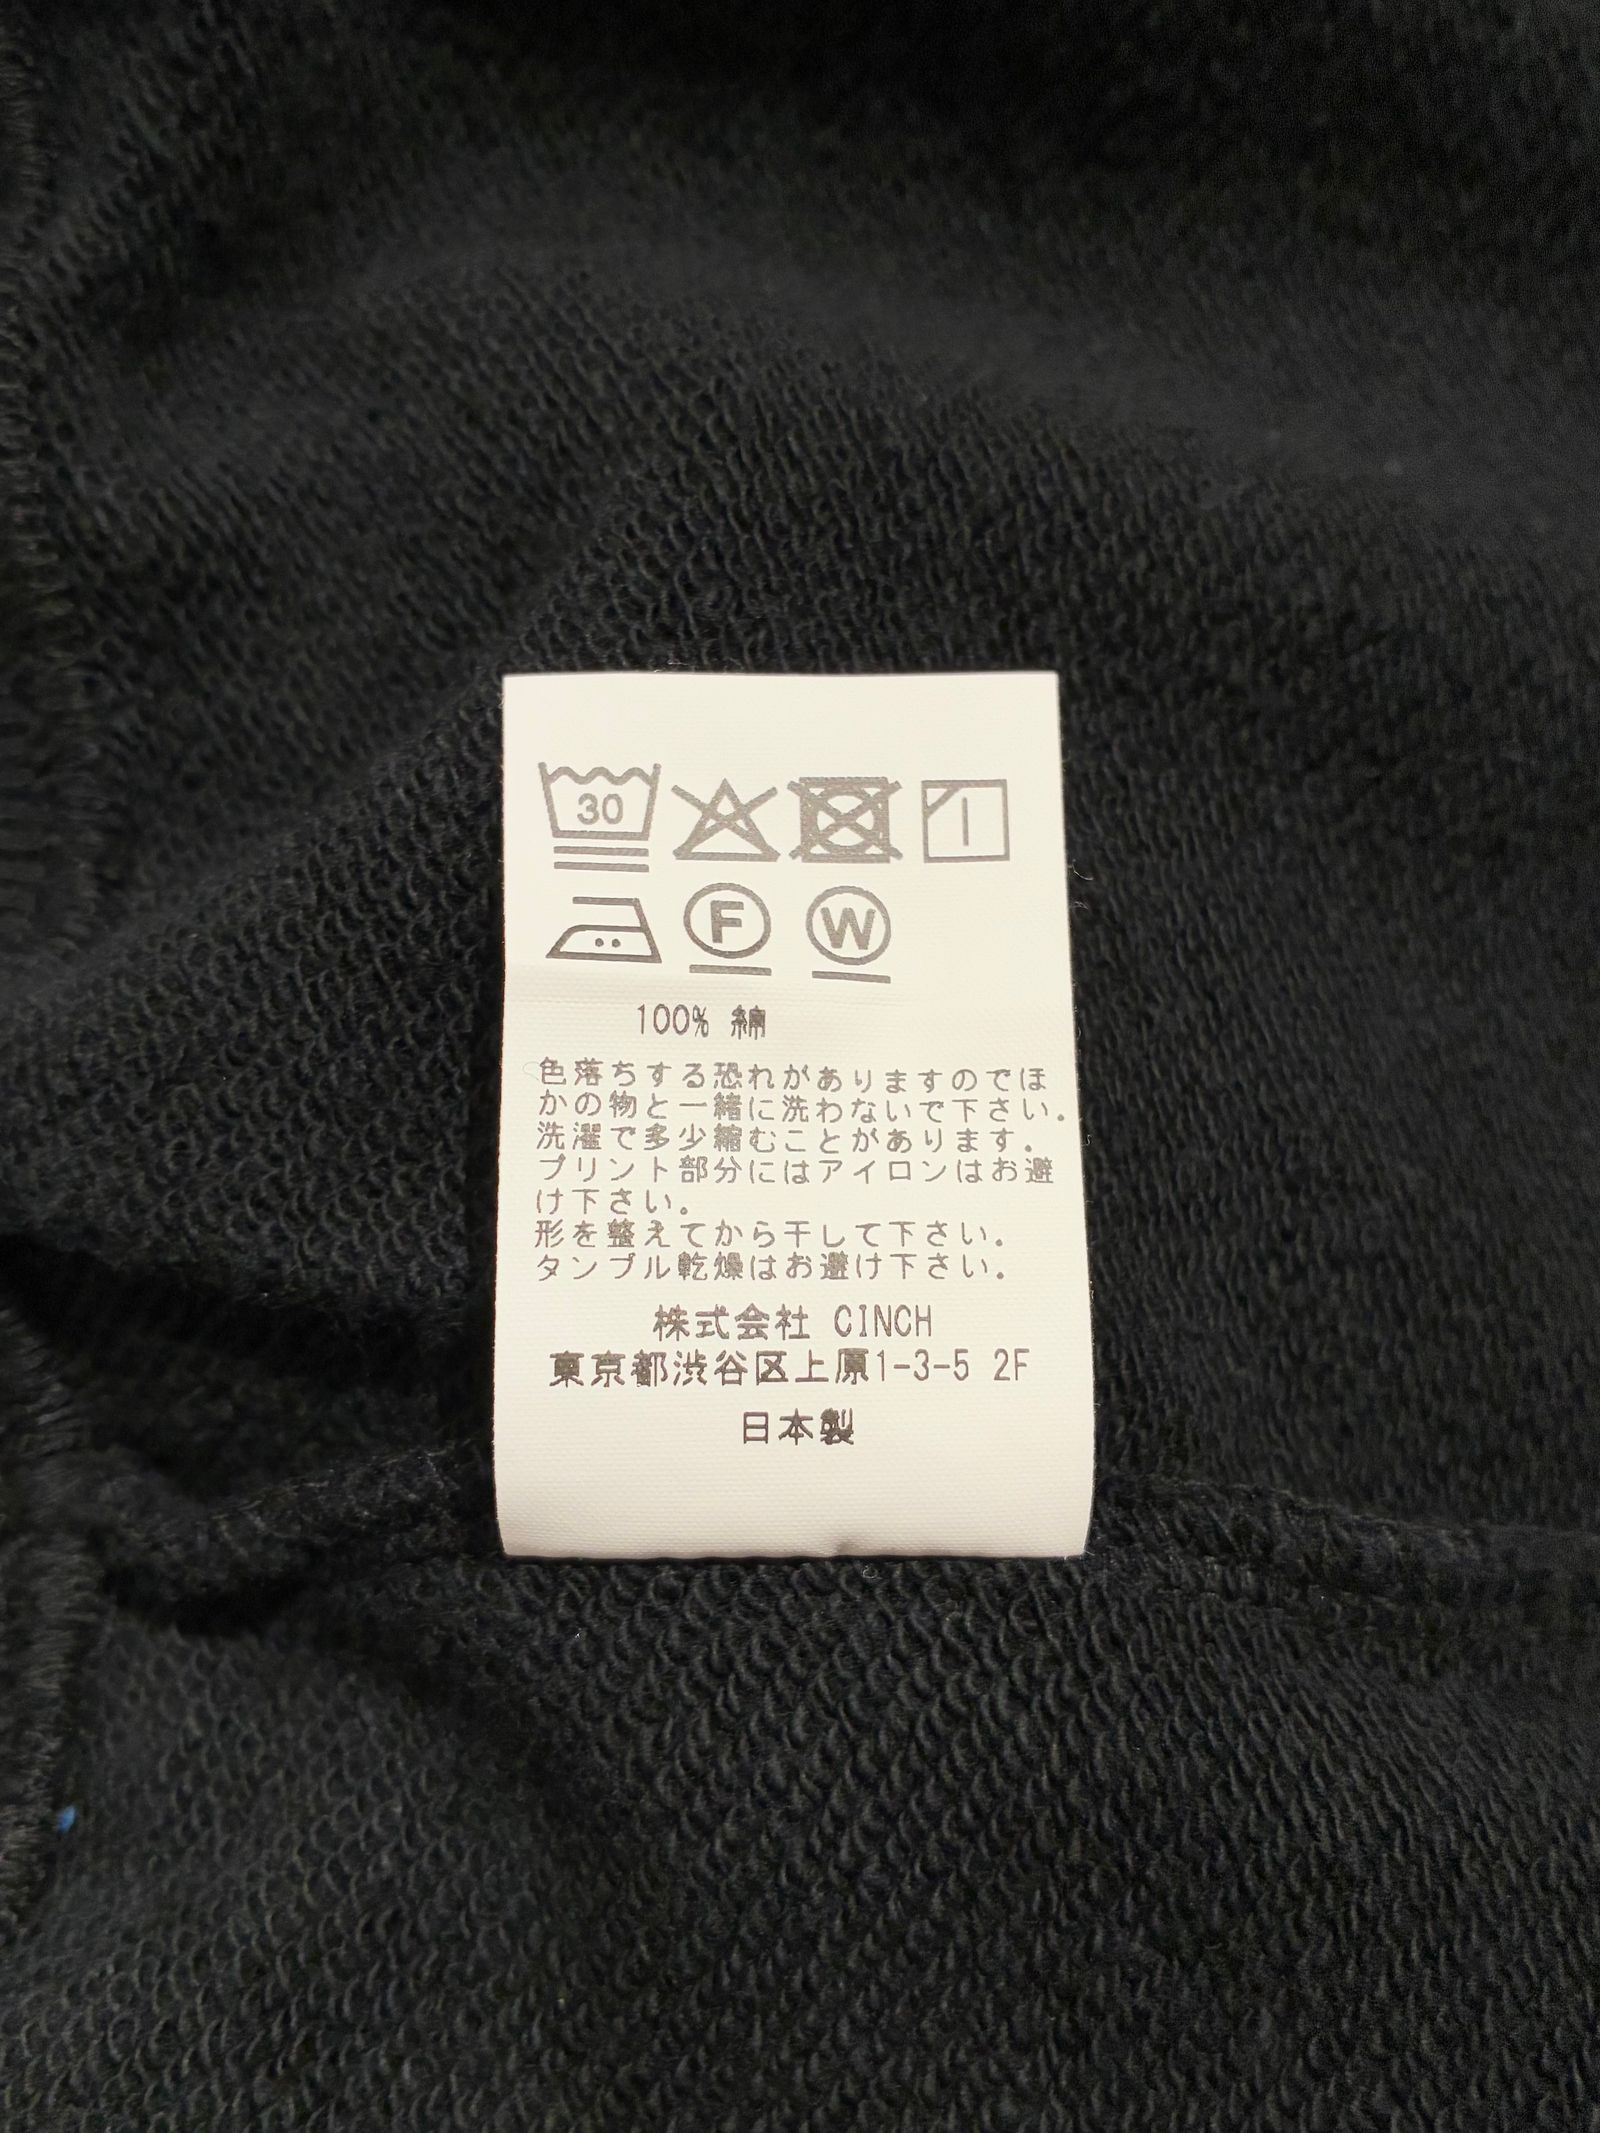 30
F W
100% 綿
色落ちする恐れがありますのでほ
かの物と一緒に洗わないで下さい。
洗濯で多少縮むことがあります。
プリント部分にはアイロンはお避
け下さい。
形を整えてから干して下さい。
タンブル乾燥はお避け下さい。
株式会社 CINCH
東京都渋谷区上原1-3-5 2F
日本製